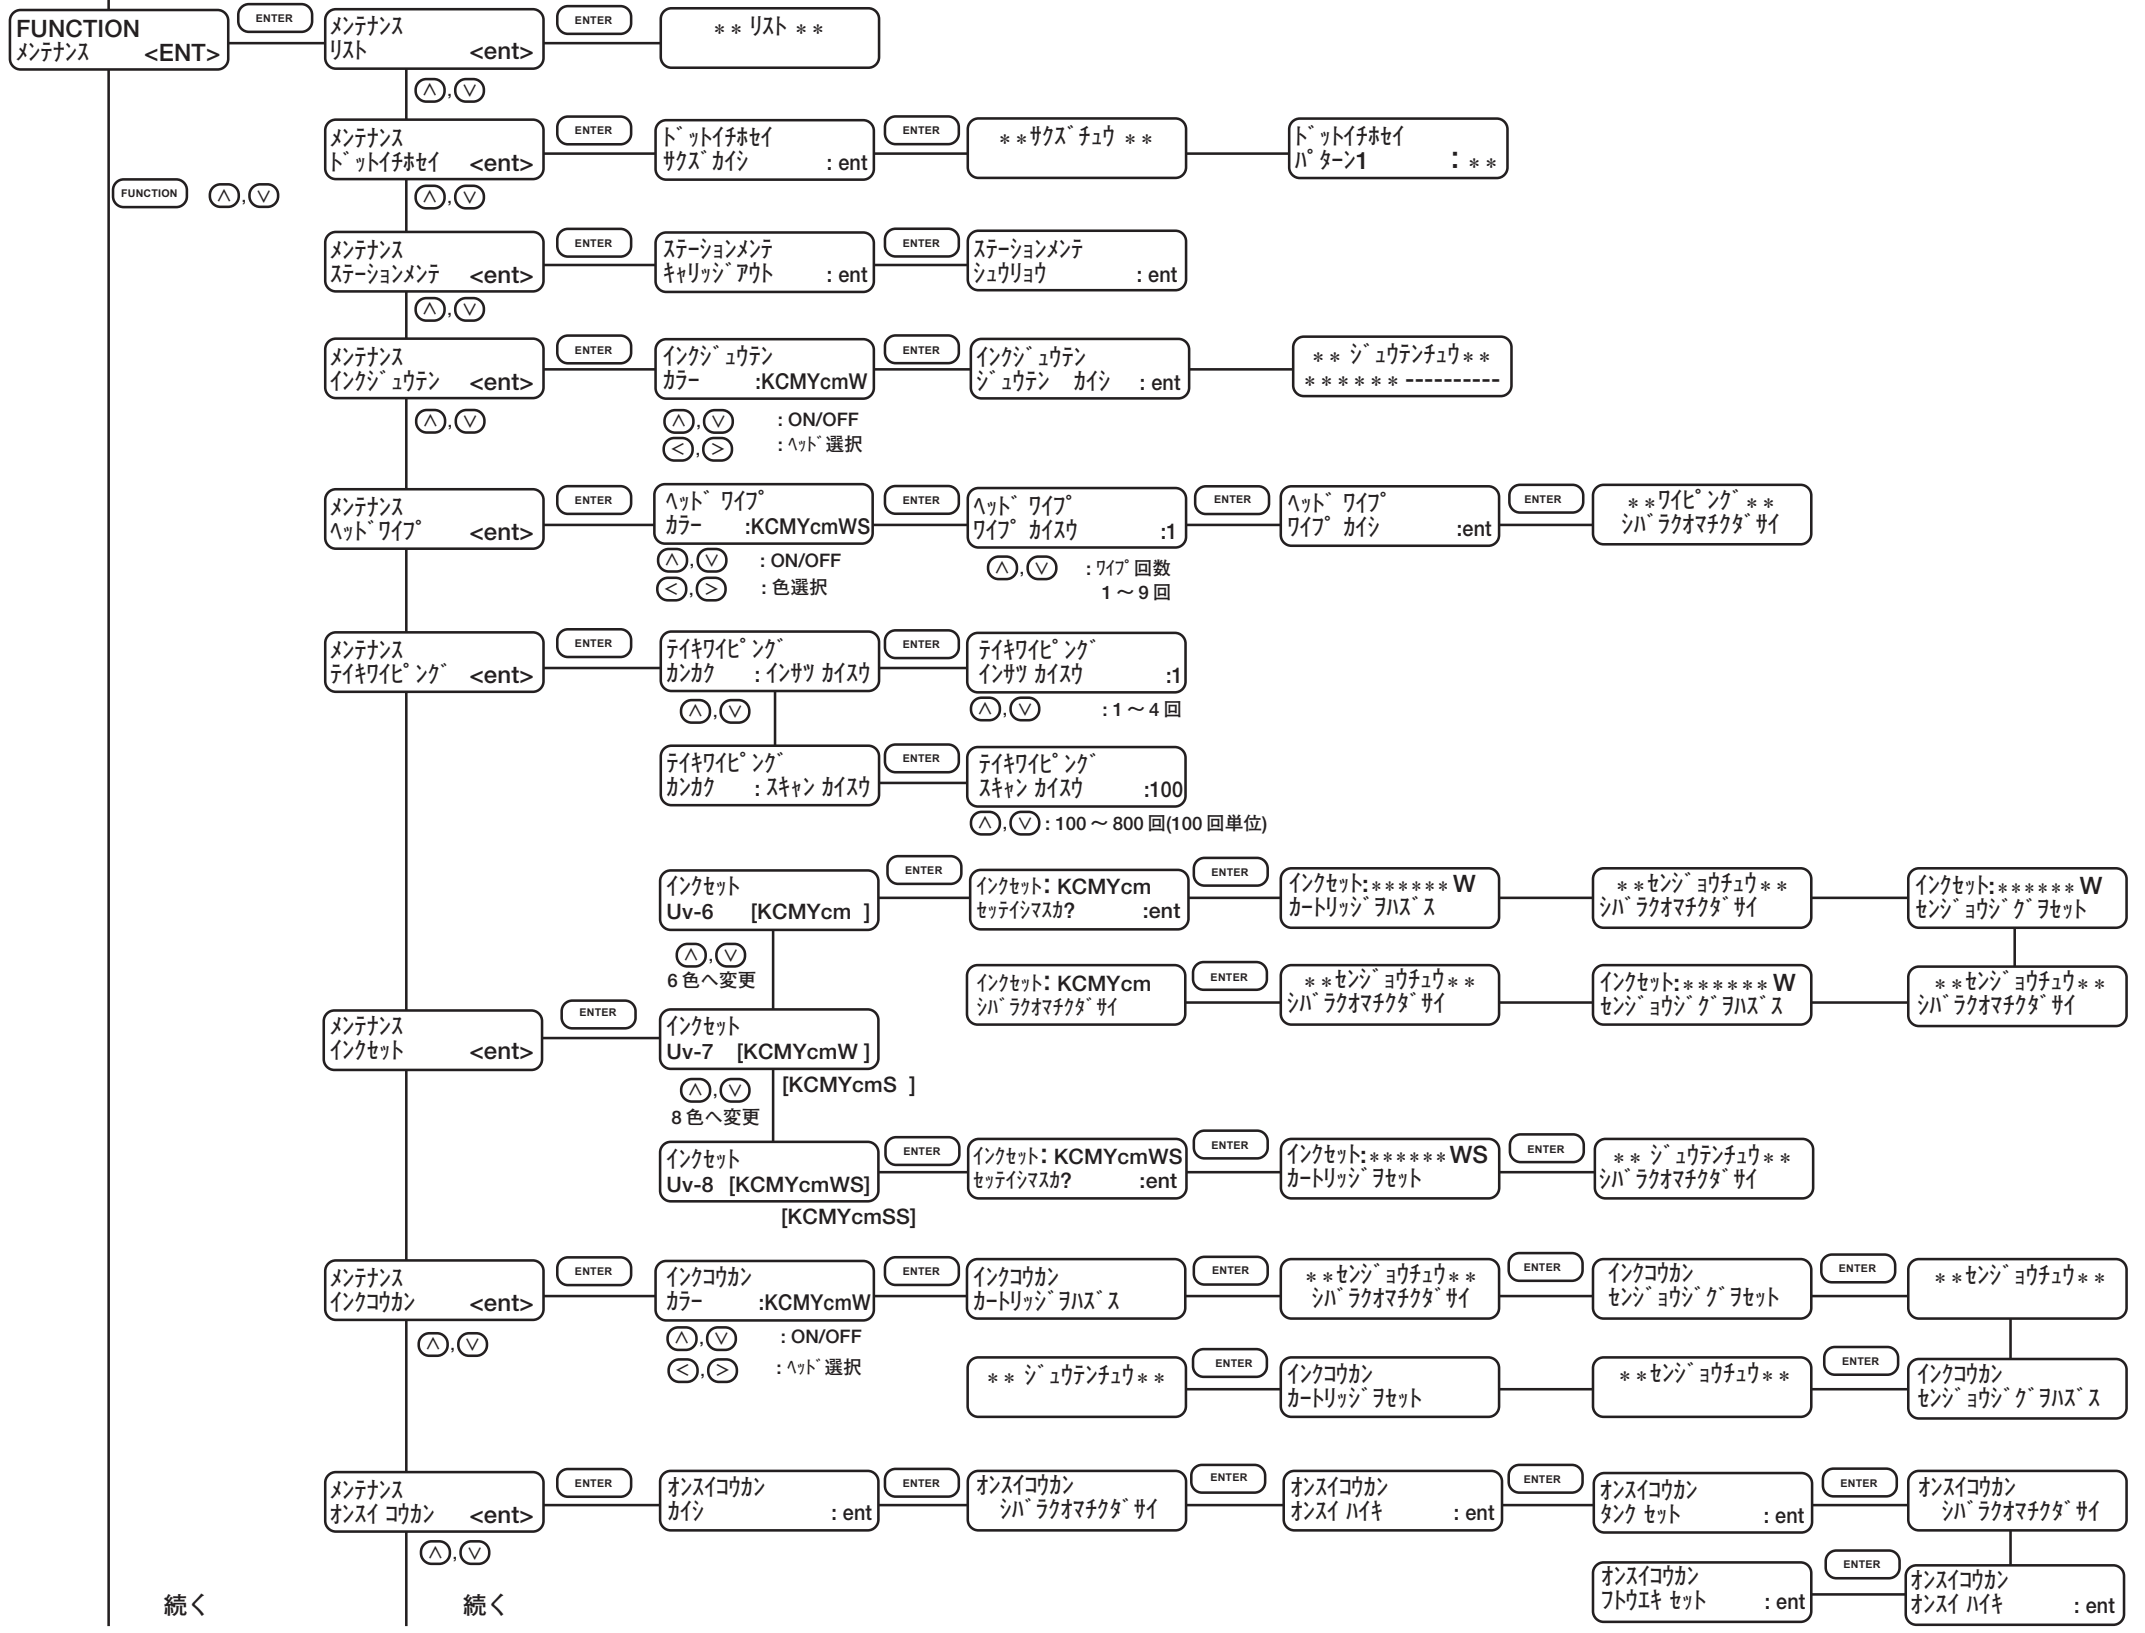 FUNCTION
メンテナンス <ENT>
ENTER
メンテナンス
リスト <ent>
ENTER
** リスト **
∧,∨
メンテナンス
ドットイチホセイ <ent>
ENTER
ドットイチホセイ
サクズ カイシ : ent
ENTER
**サクズチュウ **
ドットイチホセイ
パターン1 : **
FUNCTION ∧,∨
∧,∨
メンテナンス
ステーションメンテ <ent>
ENTER
ステーションメンテ
キャリッジアウト : ent
ENTER
ステーションメンテ
シュウリョウ : ent
∧,∨
メンテナンス
インクジュウテン <ent>
ENTER
インクジュウテン
カラー :KCMYcmW
∧,∨ : ON/OFF
<,> : ヘッド選択
ENTER
インクジュウテン
ジュウテン カイシ : ent
** ジュウテンチュウ**
******----------
∧,∨
メンテナンス
ヘッドワイプ <ent>
ENTER
ヘッド ワイプ
カラー :KCMYcmWS
∧,∨ : ON/OFF
<,> : 色選択
ENTER
ヘッド ワイプ
ワイプ カイスウ :1
∧,∨ : ワイプ回数
1 ～ 9 回
ENTER
ヘッド ワイプ
ワイプ カイシ :ent
ENTER
**ワイピング**
シバラクオマチクダサイ
メンテナンス
テイキワイピング <ent>
ENTER
テイキワイピング
カンカク : インサツ カイスウ
ENTER
テイキワイピング
インサツ カイスウ :1
∧,∨ : 1 ～ 4 回
∧,∨
テイキワイピング
カンカク : スキャン カイスウ
ENTER
テイキワイピング
スキャン カイスウ :100
∧,∨ : 100 ～ 800 回(100 回単位)
インクセット
Uv-6 [KCMYcm ]
ENTER
インクセット: KCMYcm
セッテイシマスカ? :ent
ENTER
インクセット:******W
カートリッジヲハズス
**センジョウチュウ**
シバラクオマチクダサイ
インクセット:******W
センジョウジグヲセット
∧,∨
6 色へ変更
インクセット: KCMYcm
シバラクオマチクダサイ
ENTER
**センジョウチュウ**
シバラクオマチクダサイ
インクセット:******W
センジョウジグヲハズス
**センジョウチュウ**
シバラクオマチクダサイ
メンテナンス
インクセット <ent>
ENTER
インクセット
Uv-7 [KCMYcmW ]
[KCMYcmS ]
∧,∨
8 色へ変更
インクセット
Uv-8 [KCMYcmWS]
[KCMYcmSS]
ENTER
インクセット: KCMYcmWS
セッテイシマスカ? :ent
ENTER
インクセット:******WS
カートリッジヲセット
ENTER
** ジュウテンチュウ**
シバラクオマチクダサイ
メンテナンス
インクコウカン <ent>
ENTER
インクコウカン
カラー :KCMYcmW
∧,∨ : ON/OFF
<,> : ヘッド選択
ENTER
インクコウカン
カートリッジヲハズス
ENTER
**センジョウチュウ**
シバラクオマチクダサイ
ENTER
インクコウカン
センジョウジグヲセット
ENTER
**センジョウチュウ**
∧,∨
** ジュウテンチュウ**
ENTER
インクコウカン
カートリッジヲセット
**センジョウチュウ**
ENTER
インクコウカン
センジョウジグヲハズス
メンテナンス
オンスイ コウカン <ent>
ENTER
オンスイコウカン
カイシ : ent
ENTER
オンスイコウカン
シバラクオマチクダサイ
ENTER
オンスイコウカン
オンスイ ハイキ : ent
ENTER
オンスイコウカン
タンク セット : ent
ENTER
オンスイコウカン
シバラクオマチクダサイ
∧,∨
オンスイコウカン
フトウエキ セット : ent
ENTER
オンスイコウカン
オンスイ ハイキ : ent
続く
続く